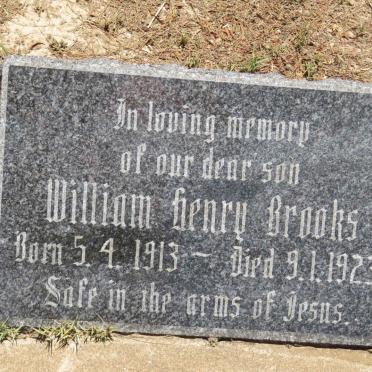 In loving memory
of our dear son
William Henry Brooks
Born 5.4.1913 – Died 9.1.1923
Safe in the arms of Jesus.